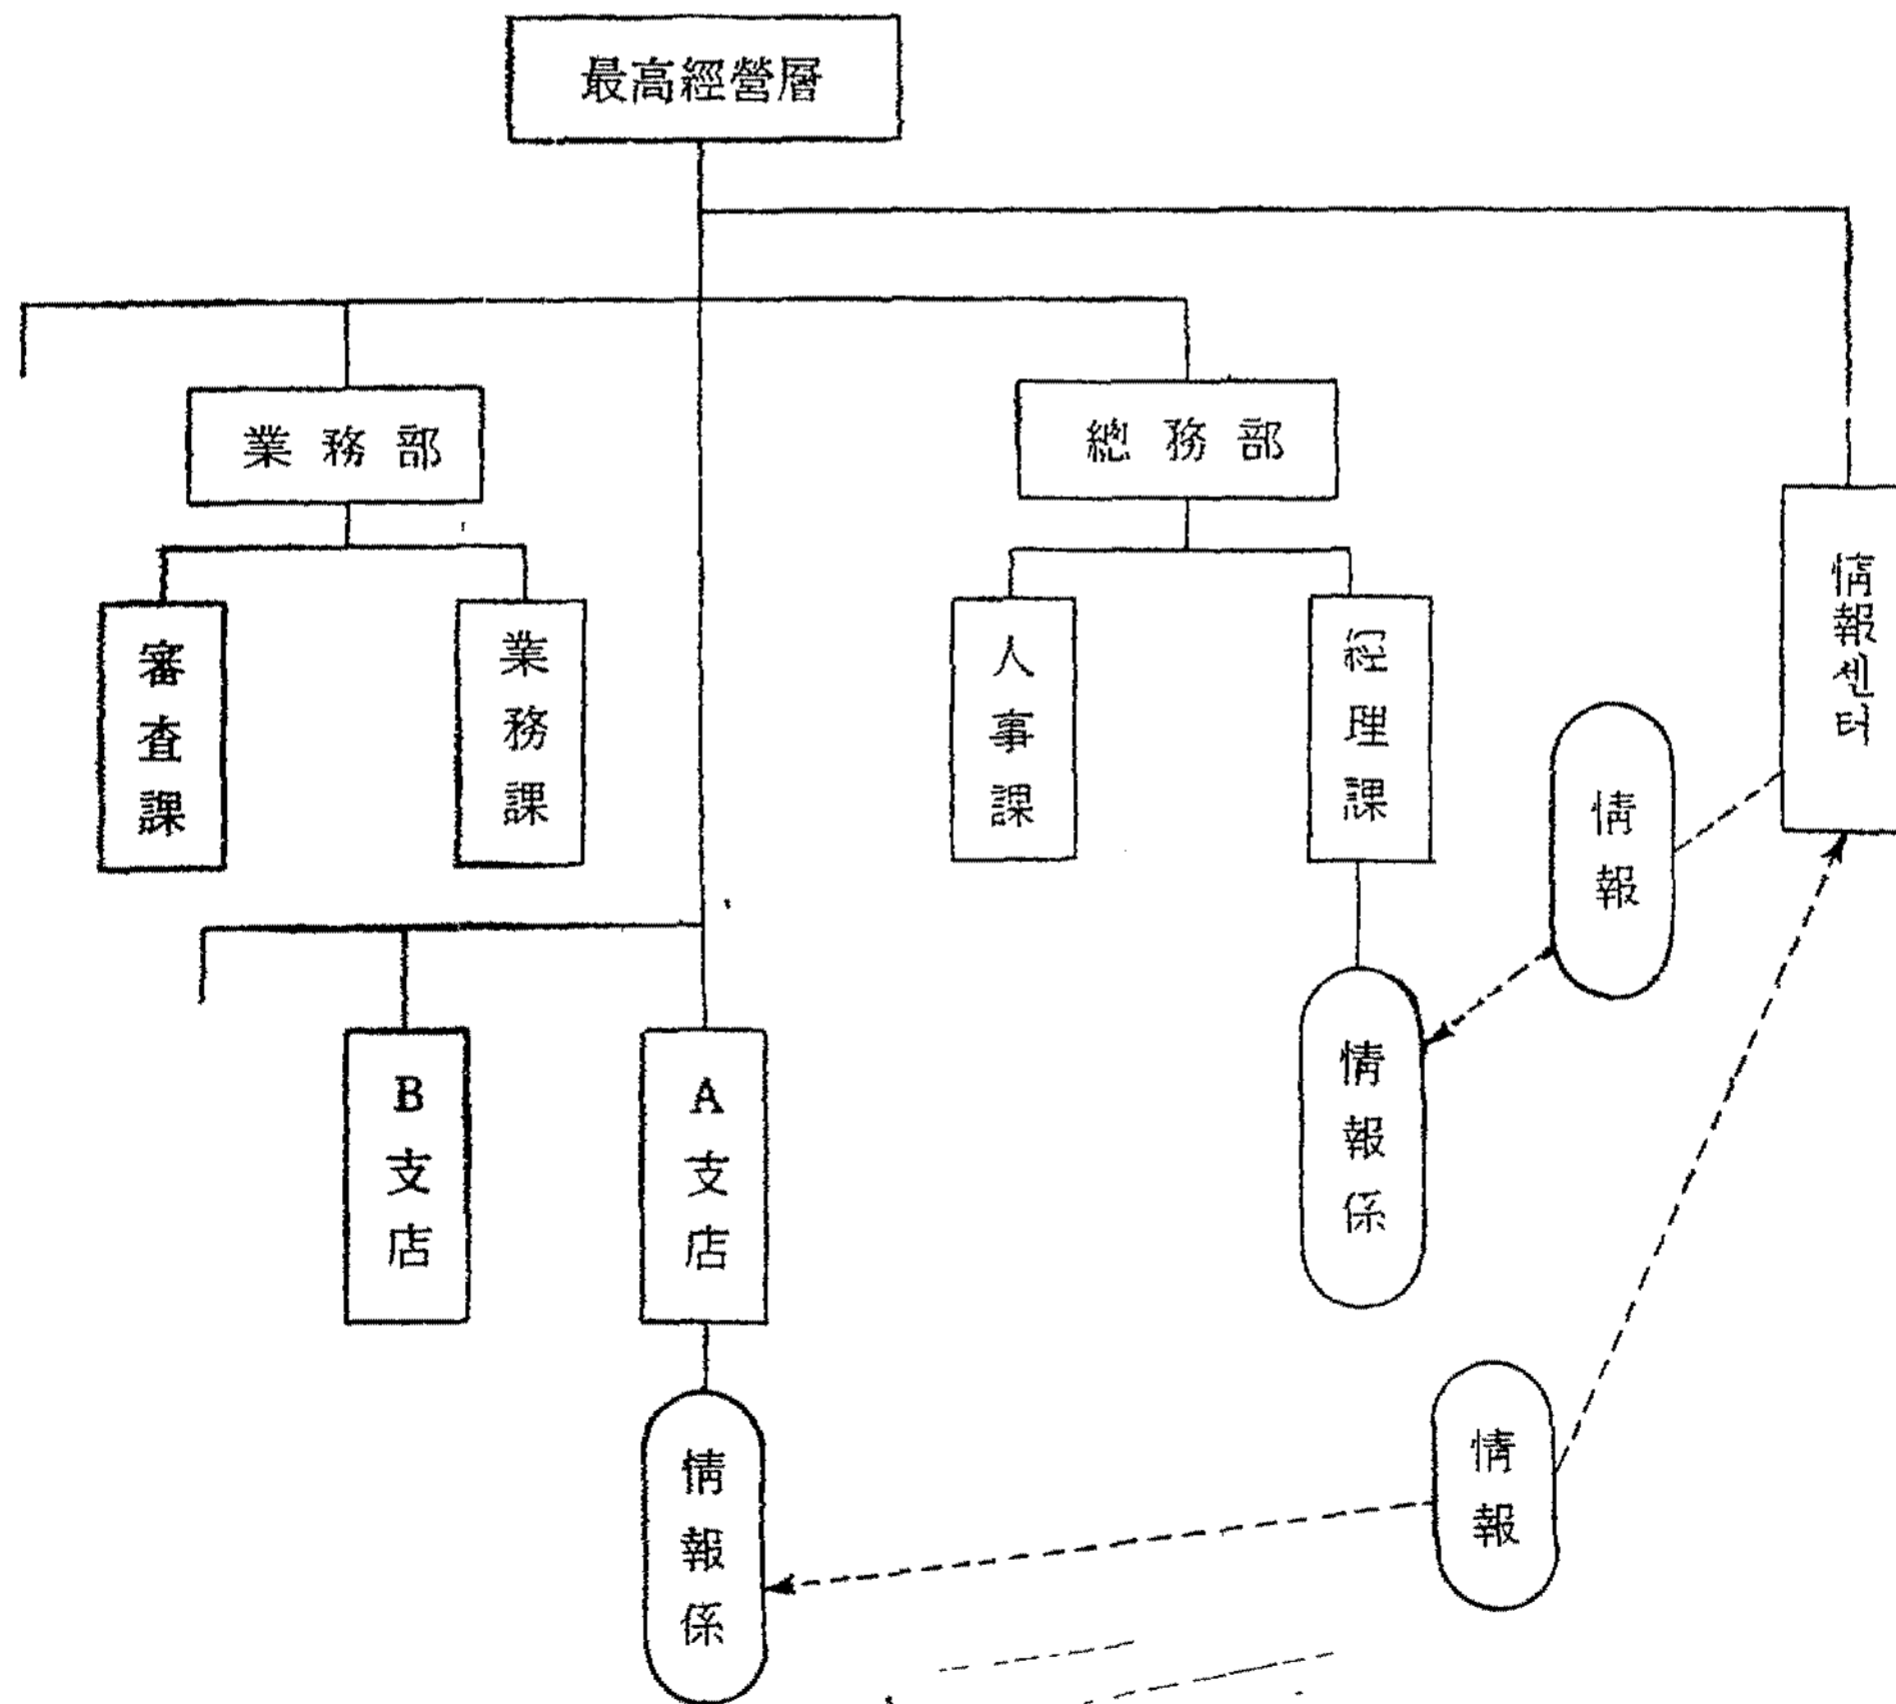 最高經營層
業務部
總務部
情報센터
審査課
業務課
人事課
經理課
情報
B支店
A支店
情報係
情報係
情報